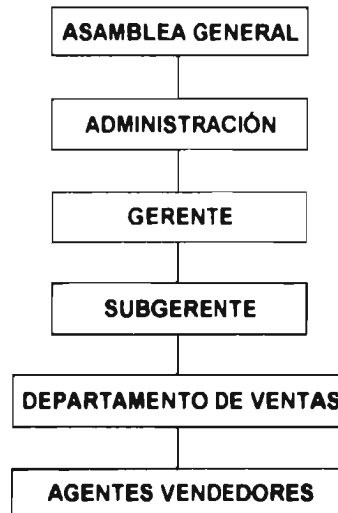 ASAMBLEA GENERAL
ADMINISTRACIÓN
GERENTE
SUBGERENTE
DEPARTAMENTO DE VENTAS
AGENTES VENDEDORES